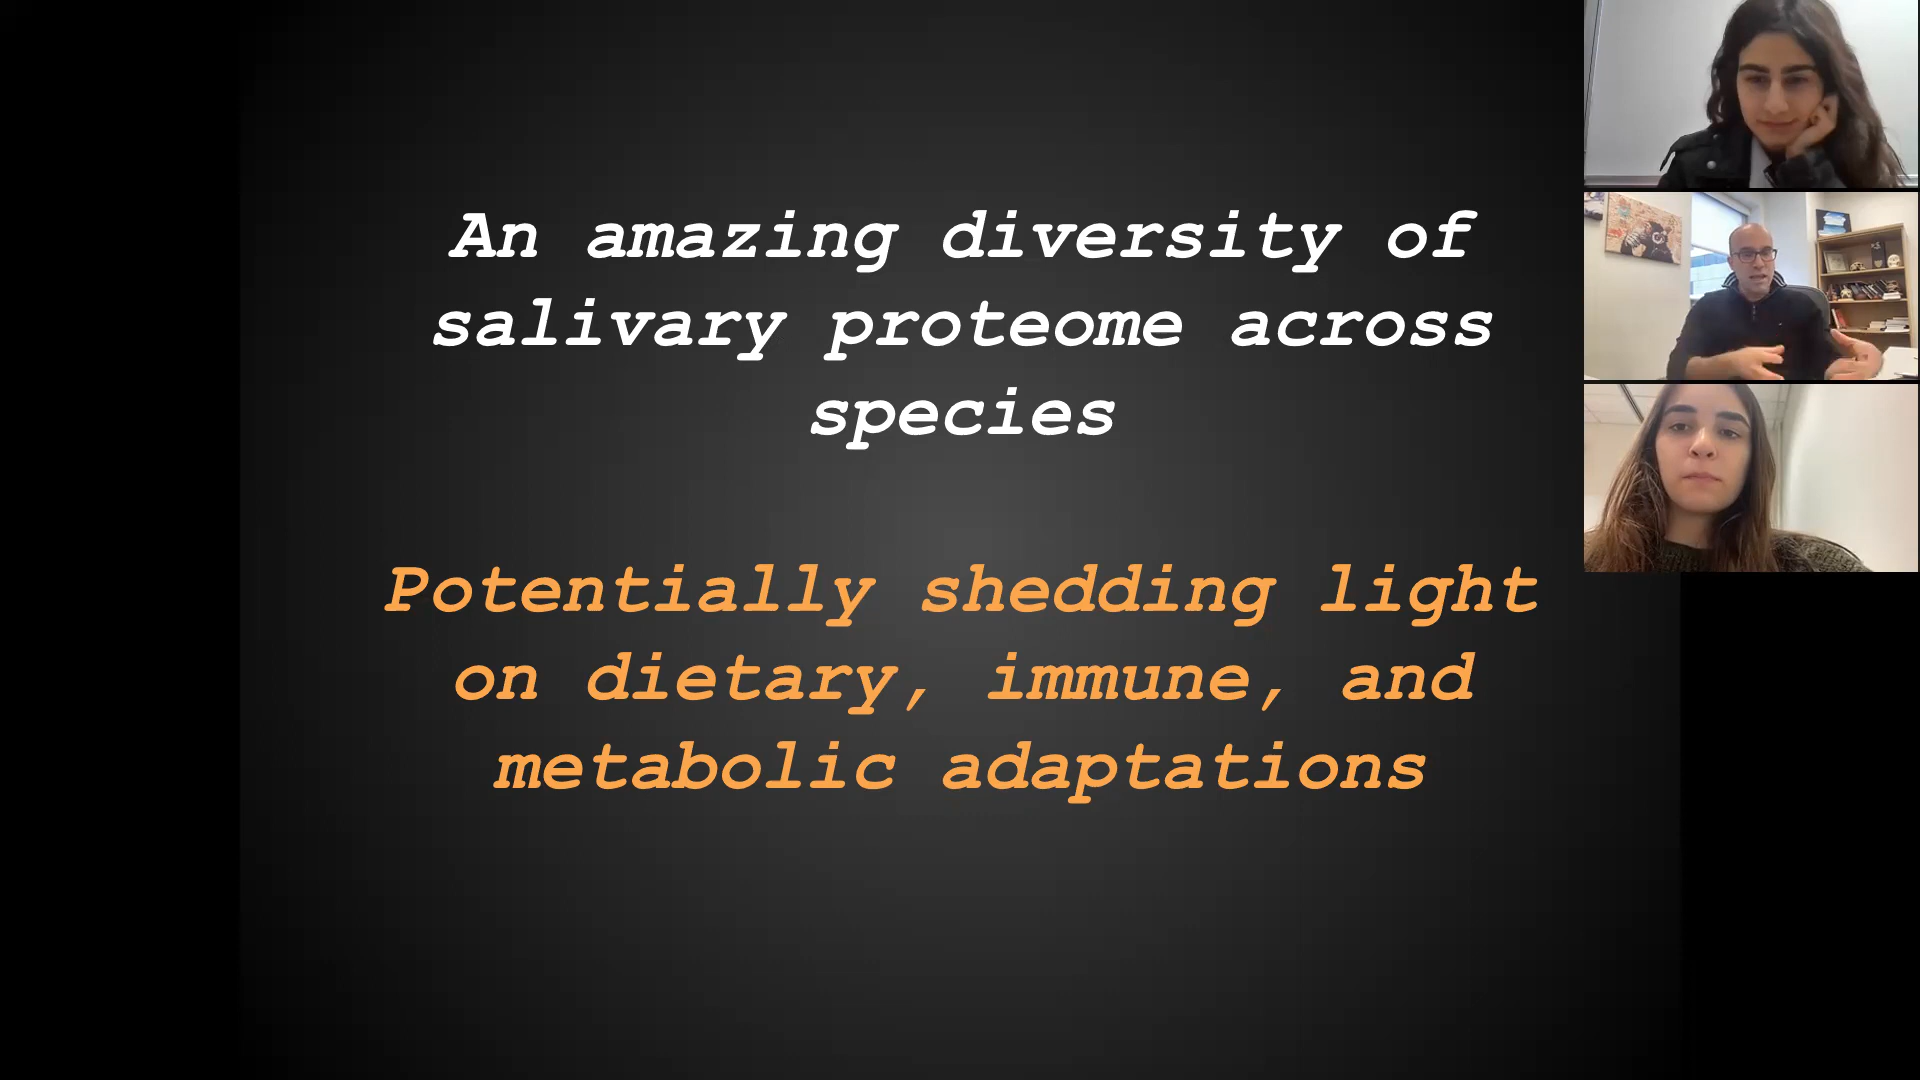 An amazing diversity of
salivary proteome across
species
Potentially shedding light
on dietary, immune, and
metabolic adaptations